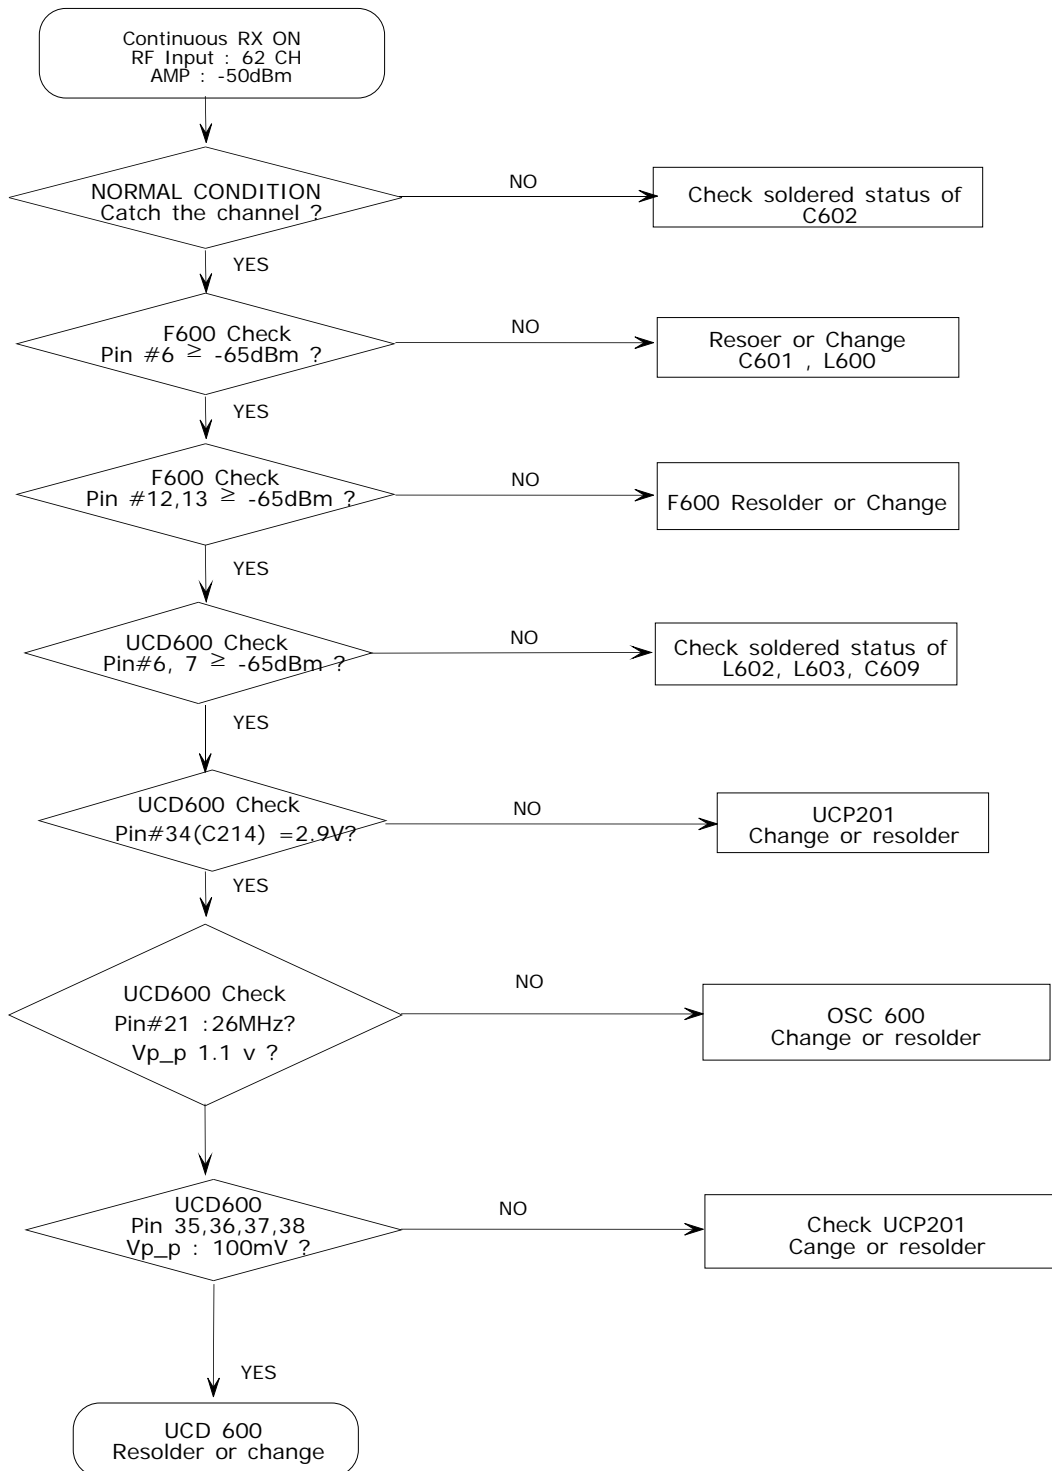 Continuous RX ON
RF Input : 62 CH
AMP : -50dBm
NORMAL CONDITION
Catch the channel ?
NO
Check soldered status of
C602
YES
F600 Check
Pin #6 ≥ -65dBm ?
NO
Resoer or Change
C601 , L600
YES
F600 Check
Pin #12,13 ≥ -65dBm ?
NO
F600 Resolder or Change
YES
UCD600 Check
Pin#6, 7 ≥ -65dBm ?
NO
Check soldered status of
L602, L603, C609
YES
UCD600 Check
Pin#34(C214) =2.9V?
NO
UCP201
Change or resolder
YES
UCD600 Check
Pin#21 :26MHz?
Vp_p 1.1 v ?
NO
OSC 600
Change or resolder
UCD600
Pin 35,36,37,38
Vp_p : 100mV ?
NO
Check UCP201
Cange or resolder
YES
UCD 600
Resolder or change